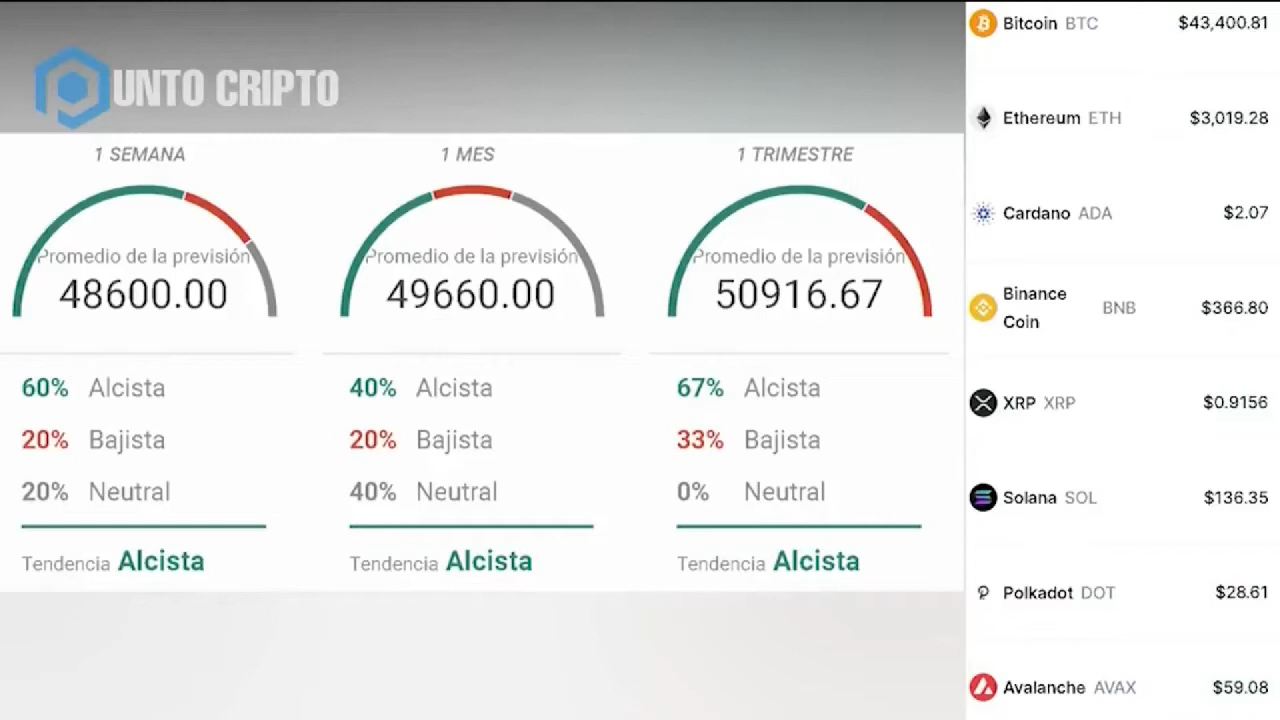 PUNTO CRIPTO
1 SEMANA
Promedio de la previsión
48600.00
60% Alcista
20% Bajista
20% Neutral
Tendencia Alcista
1 MES
Promedio de la previsión
49660.00
40% Alcista
20% Bajista
40% Neutral
Tendencia Alcista
1 TRIMESTRE
Promedio de la previsión
50916.67
67% Alcista
33% Bajista
0% Neutral
Tendencia Alcista
Bitcoin BTC $43,400.81
Ethereum ETH $3,019.28
Cardano ADA $2.07
Binance
Coin BNB $366.80
XRP XRP $0.9156
Solana SOL $136.35
Polkadot DOT $28.61
Avalanche AVAX $59.08